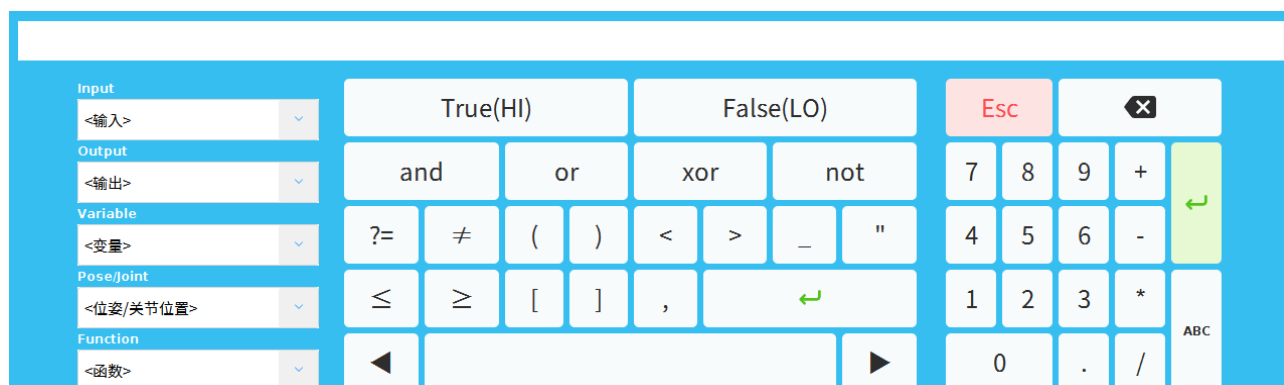 Input
<输入>
Output
<输出>
Variable
<变量>
Pose/Joint
<位姿/关节位置>
Function
<函数>
True(HI) False(LO)
and or xor not
?= ≠ ( ) < > _ "
≤ ≥ [ ] ,
Esc
7 8 9 +
4 5 6 -
1 2 3 *
ABC
0 . /